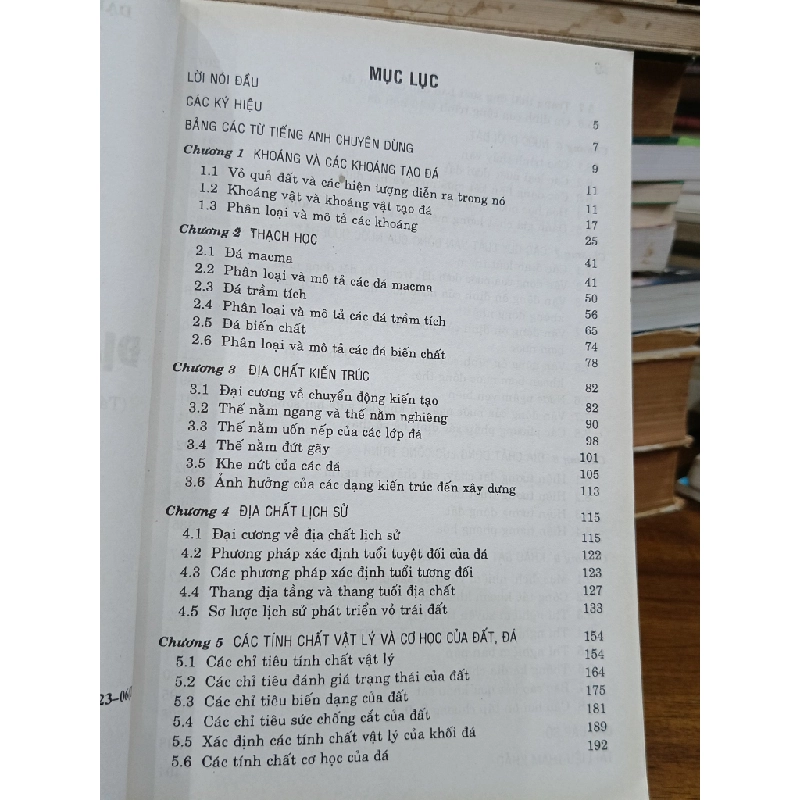 MỤC LỤC
LỜI NÓI ĐẦU 5
CÁC KÝ HIỆU 7
BẢNG CÁC TỪ TIẾNG ANH CHUYÊN DÙNG 9
Chương 1 KHOÁNG VÀ CÁC KHOÁNG TẠO ĐÁ 11
1.1 Vỏ quả đất và các hiện tượng diễn ra trong nó 11
1.2 Khoáng vật và khoáng vật tạo đá 17
1.3 Phân loại và mô tả các khoáng 25
Chương 2 THẠCH HỌC 41
2.1 Đá macma 41
2.2 Phân loại và mô tả các đá macma 50
2.3 Đá trầm tích 56
2.4 Phân loại và mô tả các đá trầm tích 65
2.5 Đá biến chất 74
2.6 Phân loại và mô tả các đá biến chất 78
Chương 3 ĐỊA CHẤT KIẾN TRÚC 82
3.1 Đại cương về chuyển động kiến tạo 82
3.2 Thế nằm ngang và thế nằm nghiêng 90
3.3 Thế nằm uốn nếp của các lớp đá 98
3.4 Thế nằm đứt gãy 101
3.5 Khe nứt của các đá 105
3.6 Ảnh hưởng của các dạng kiến trúc đến xây dựng 113
Chương 4 ĐỊA CHẤT LỊCH SỬ 115
4.1 Đại cương về địa chất lịch sử 115
4.2 Phương pháp xác định tuổi tuyệt đối của đá 122
4.3 Các phương pháp xác định tuổi tương đối 123
4.4 Thang địa tầng và thang tuổi địa chất 127
4.5 Sơ lược lịch sử phát triển vỏ trái đất 133
Chương 5 CÁC TÍNH CHẤT VẬT LÝ VÀ CƠ HỌC CỦA ĐẤT, ĐÁ 154
5.1 Các chỉ tiêu tính chất vật lý 154
5.2 Các chỉ tiêu đánh giá trạng thái của đất 164
5.3 Các chỉ tiêu biến dạng của đất 175
5.4 Các chỉ tiêu sức chống cắt của đất 181
5.5 Xác định các tính chất vật lý của khối đá 189
5.6 Các tính chất cơ học của đá 192